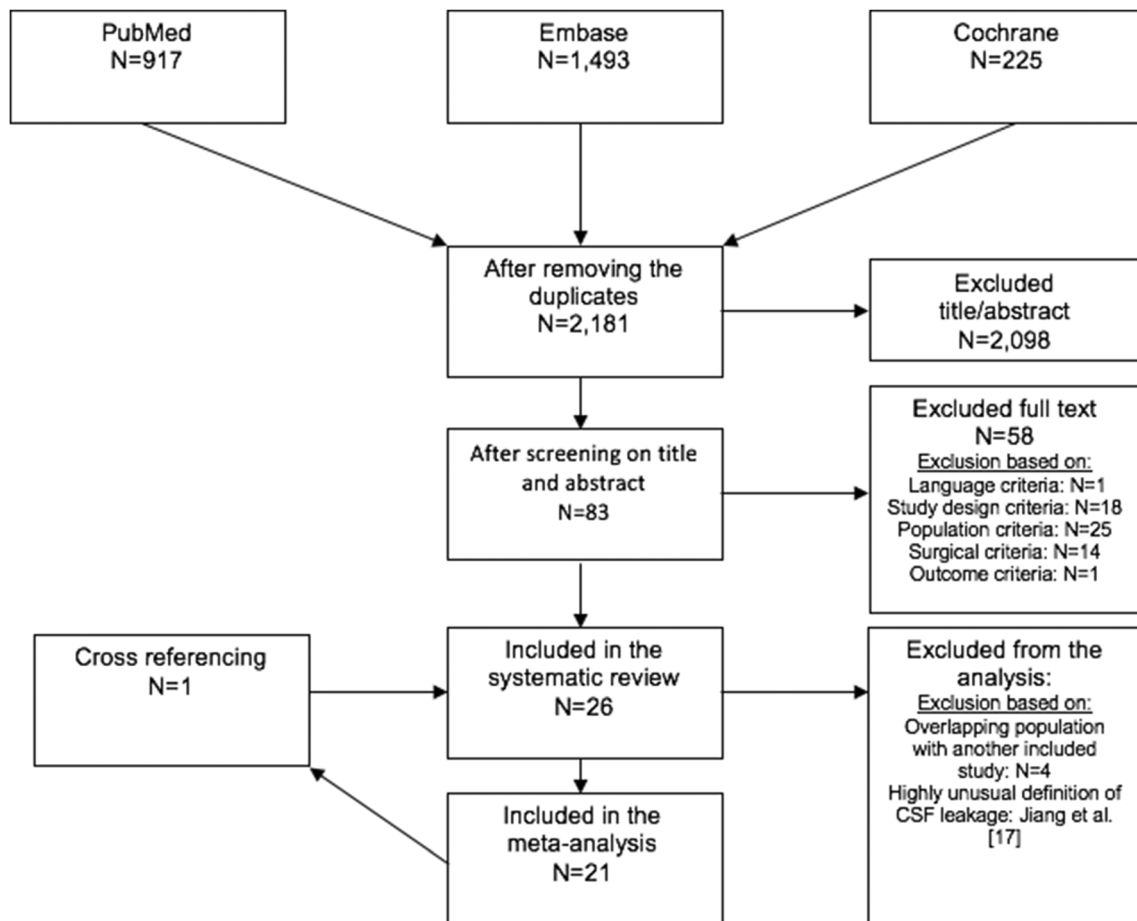 PubMed
N=917
Embase
N=1,493
Cochrane
N=225
After removing the
duplicates
N=2,181
Excluded
title/abstract
N=2,098
After screening on title
and abstract
N=83
Excluded full text
N=58
Exclusion based on:
Language criteria: N=1
Study design criteria: N=18
Population criteria: N=25
Surgical criteria: N=14
Outcome criteria: N=1
Cross referencing
N=1
Included in the
systematic review
N=26
Excluded from the
analysis:
Exclusion based on:
Overlapping population
with another included
study: N=4
Highly unusual definition of
CSF leakage: Jiang et al.
[17]
Included in the
meta-analysis
N=21